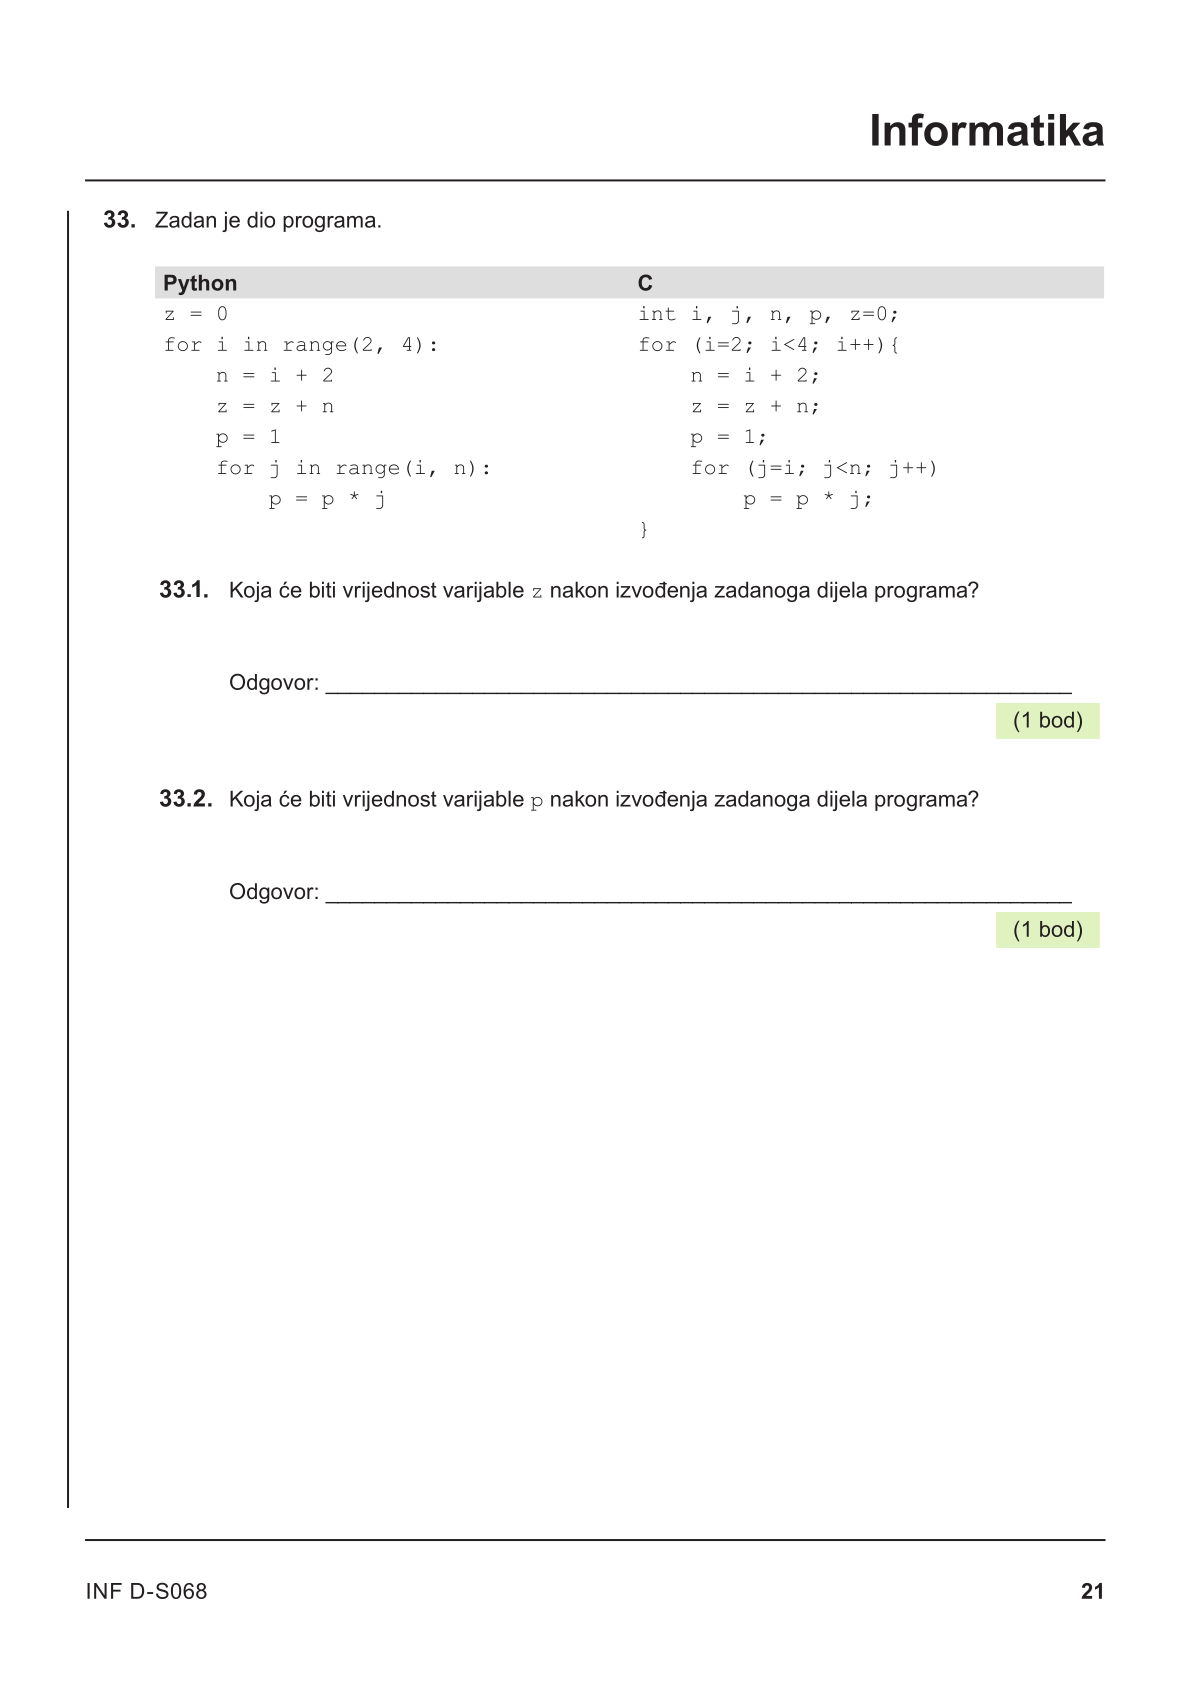 Informatika
33. Zadan je dio programa.
Python C
z = 0
for i in range(2, 4):
    n = i + 2
    z = z + n
    p = 1
    for j in range(i, n):
        p = p * j
int i, j, n, p, z=0;
for (i=2; i<4; i++){
    n = i + 2;
    z = z + n;
    p = 1;
    for (j=i; j<n; j++)
        p = p * j;
}
33.1. Koja će biti vrijednost varijable z nakon izvođenja zadanoga dijela programa?
Odgovor: _____________________________________________________________
(1 bod)
33.2. Koja će biti vrijednost varijable p nakon izvođenja zadanoga dijela programa?
Odgovor: _____________________________________________________________
(1 bod)
INF D-S068 21